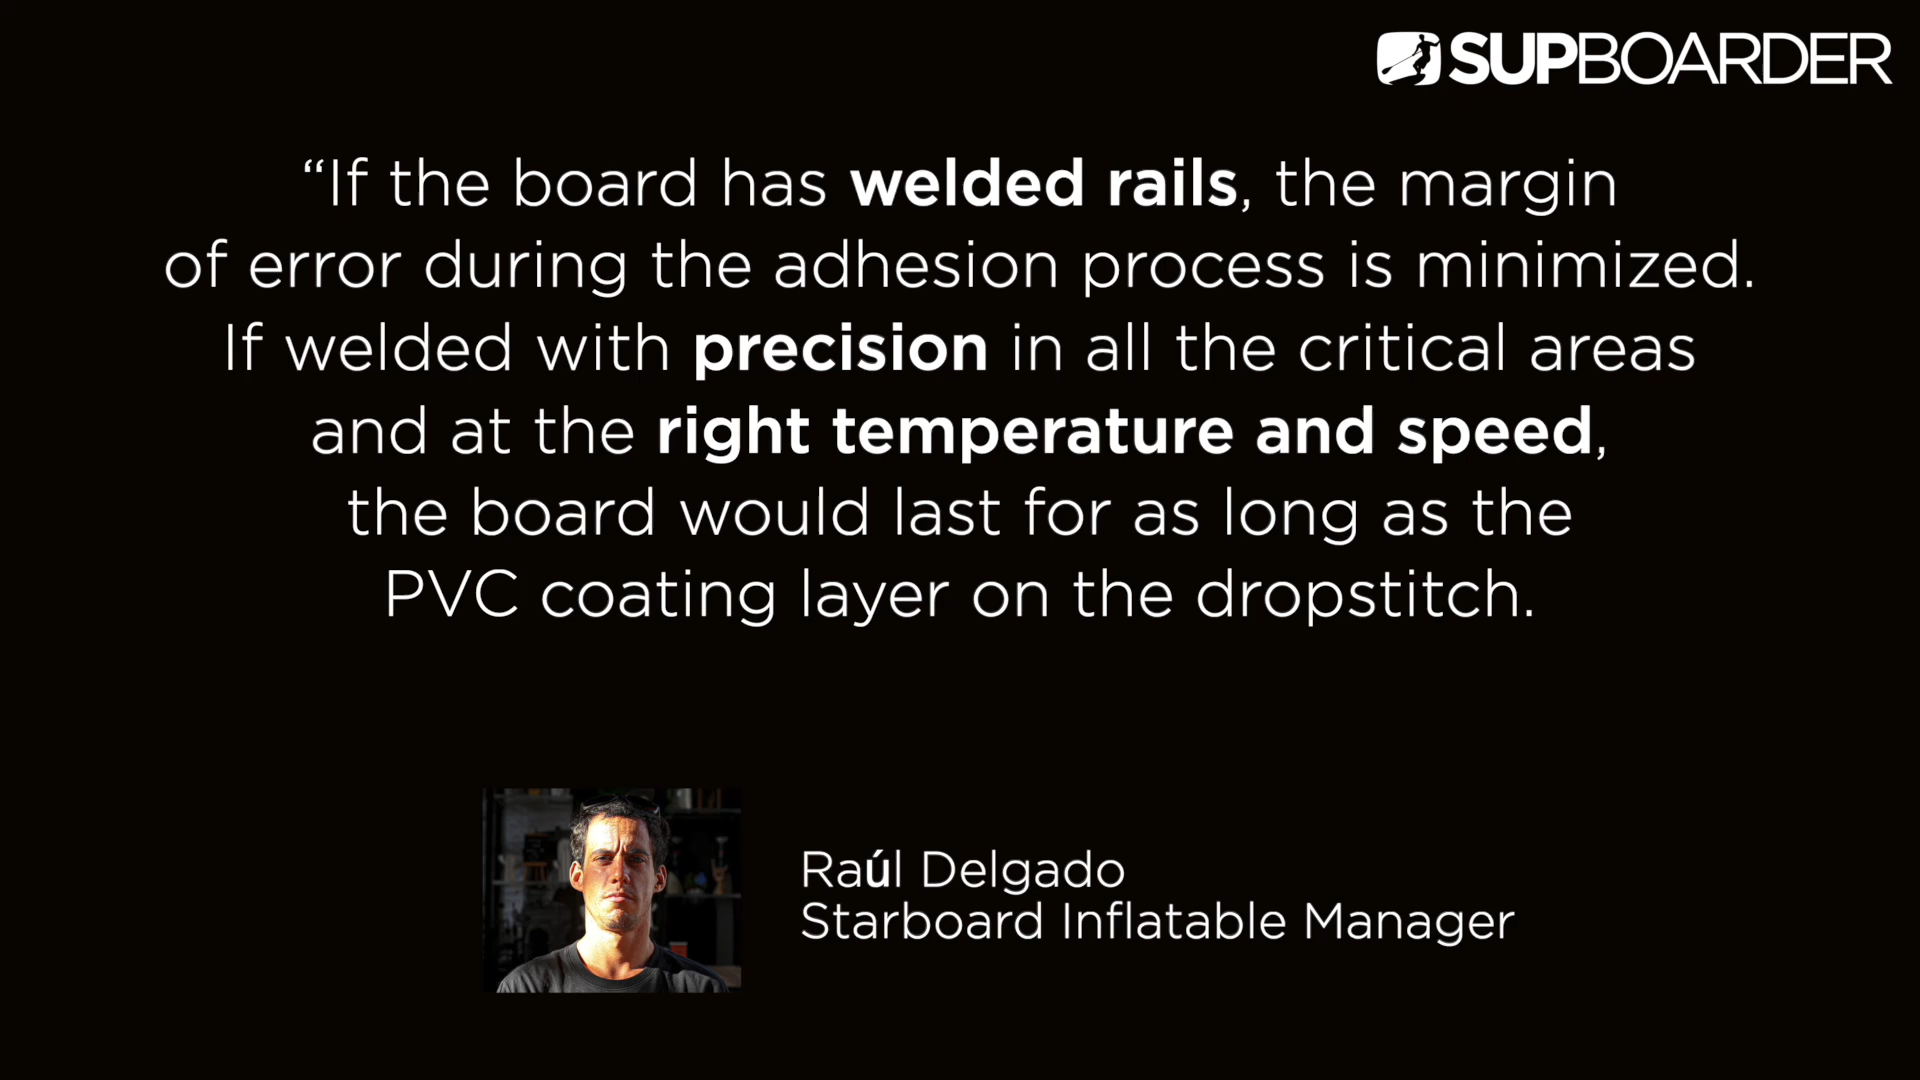 SUPBOARDER
“If the board has welded rails, the margin
of error during the adhesion process is minimized.
If welded with precision in all the critical areas
and at the right temperature and speed,
the board would last for as long as the
PVC coating layer on the dropstitch.
Raúl Delgado
Starboard Inflatable Manager